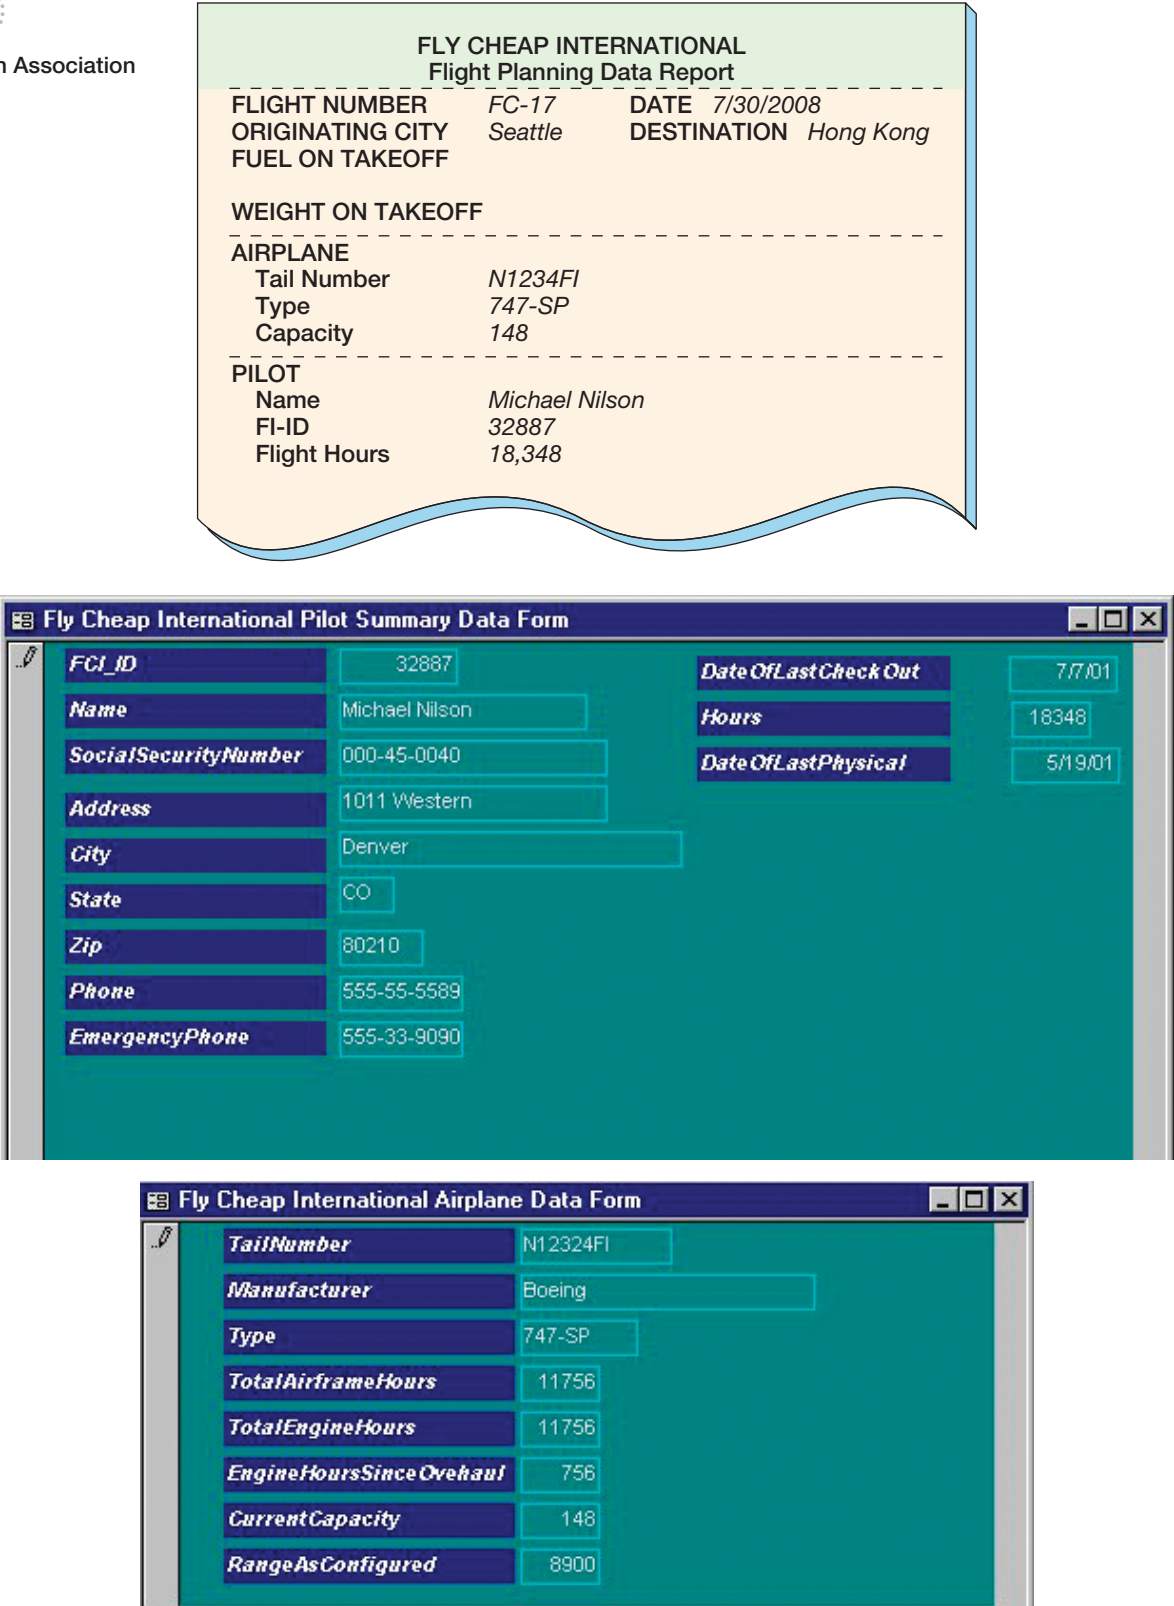 n Association
FLY CHEAP INTERNATIONAL
Flight Planning Data Report
FLIGHT NUMBER FC-17 DATE 7/30/2008
ORIGINATING CITY Seattle DESTINATION Hong Kong
FUEL ON TAKEOFF
WEIGHT ON TAKEOFF
AIRPLANE
Tail Number N1234FI
Type 747-SP
Capacity 148
PILOT
Name Michael Nilson
FI-ID 32887
Flight Hours 18,348
Fly Cheap International Pilot Summary Data Form
FCI_ID 32887 DateOfLastCheckOut 7/7/01
Name Michael Nilson Hours 18348
SocialSecurityNumber 000-45-0040 DateOfLastPhysical 5/19/01
Address 1011 Western
City Denver
State CO
Zip 80210
Phone 555-55-5589
EmergencyPhone 555-33-9090
Fly Cheap International Airplane Data Form
TailNumber N12324FI
Manufacturer Boeing
Type 747-SP
TotalAirframeHours 11756
TotalEngineHours 11756
EngineHoursSinceOvehaul 756
CurrentCapacity 148
RangeAsConfigured 8900